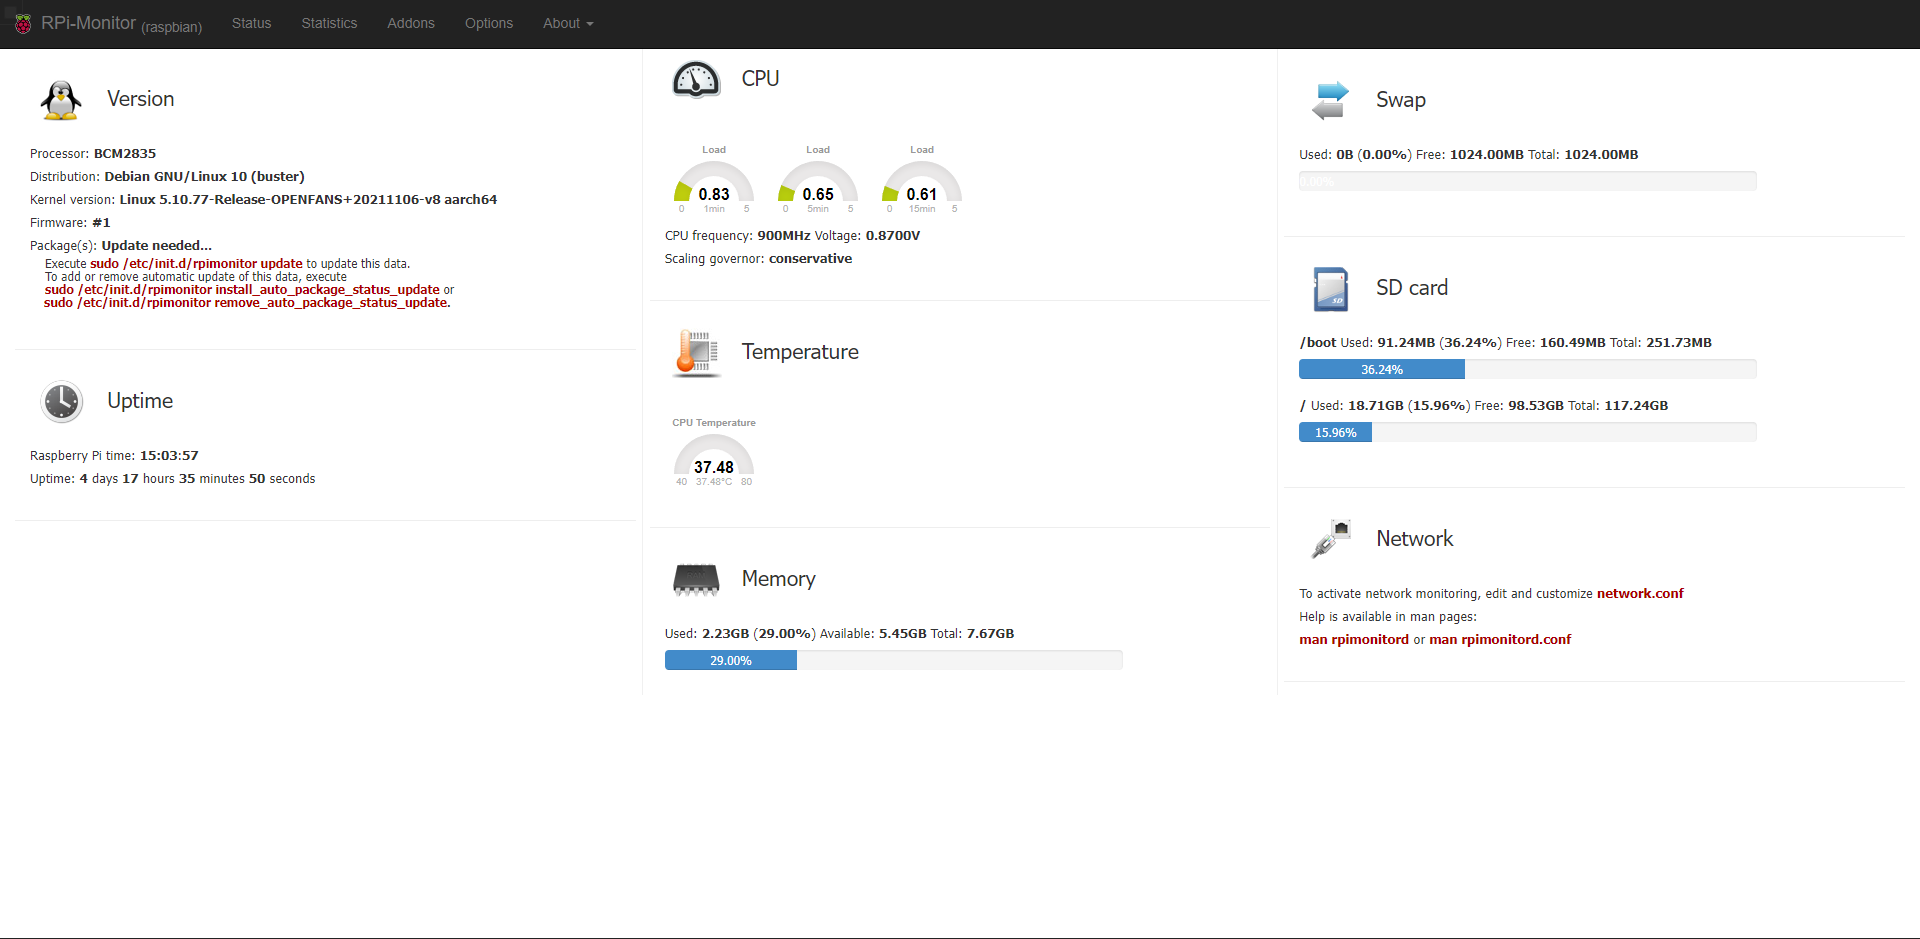 RPi-Monitor (raspbian) Status Statistics Addons Options About
Version
Processor: BCM2835
Distribution: Debian GNU/Linux 10 (buster)
Kernel version: Linux 5.10.77-Release-OPENFANS+20211106-v8 aarch64
Firmware: #1
Package(s): Update needed...
Execute sudo /etc/init.d/rpimonitor update to update this data.
To add or remove automatic update of this data, execute
sudo /etc/init.d/rpimonitor install_auto_package_status_update or
sudo /etc/init.d/rpimonitor remove_auto_package_status_update.
Uptime
Raspberry Pi time: 15:03:57
Uptime: 4 days 17 hours 35 minutes 50 seconds
CPU
Load Load Load
0.83 0.65 0.61
0 1min 5 0 5min 5 0 15min 5
CPU frequency: 900MHz Voltage: 0.8700V
Scaling governor: conservative
Temperature
CPU Temperature
37.48
40 37.48°C 80
Memory
Used: 2.23GB (29.00%) Available: 5.45GB Total: 7.67GB
29.00%
Swap
Used: 0B (0.00%) Free: 1024.00MB Total: 1024.00MB
0.00%
SD card
SD
/boot Used: 91.24MB (36.24%) Free: 160.49MB Total: 251.73MB
36.24%
/ Used: 18.71GB (15.96%) Free: 98.53GB Total: 117.24GB
15.96%
Network
To activate network monitoring, edit and customize network.conf
Help is available in man pages:
man rpimonitord or man rpimonitord.conf